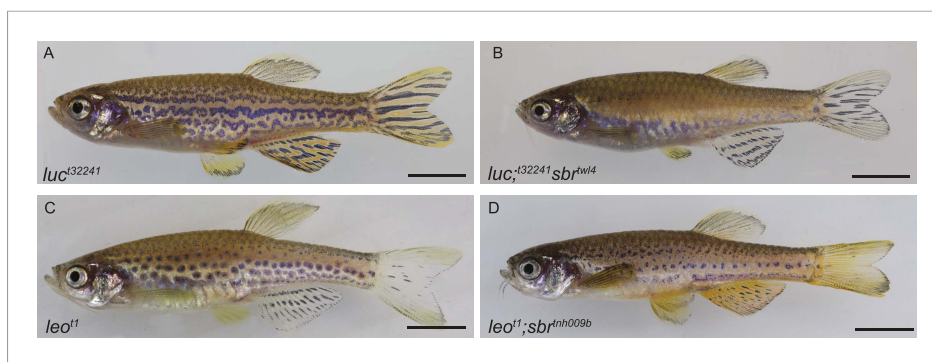 A
B
luc^t32241
luc;^t32241 sbr^twl4
C
D
leo^t1
leo^t1;sbr^tnh009b